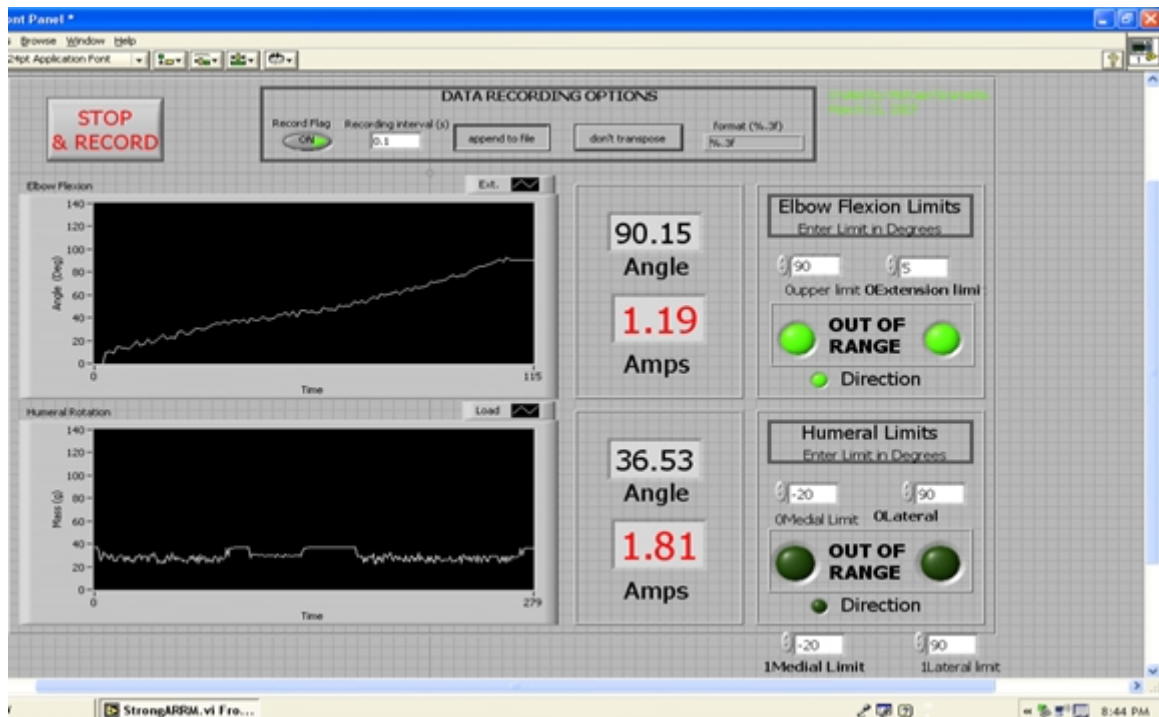 ont Panel *
s Browse Window Help
24pt Application Font
STOP
& RECORD
DATA RECORDING OPTIONS
Record Flag
ON
Recording interval (s)
0.1
append to file
don't transpose
format (%.3f)
%.3f
Elbow Flexion
Ext.
140
120
100
80
60
40
20
0
Angle (Deg)
0
115
Time
90.15
Angle
1.19
Amps
Elbow Flexion Limits
Enter Limit in Degrees
90
5
0upper limit 0Extension limi
OUT OF
RANGE
Direction
Humeral Rotation
Load
140
120
100
80
60
40
20
0
Mass (g)
0
279
Time
36.53
Angle
1.81
Amps
Humeral Limits
Enter Limit in Degrees
-20
90
0Medial Limit 0Lateral
OUT OF
RANGE
Direction
-20
90
1Medial Limit
1Lateral limit
StrongARRM.vi Fro...
8:44 PM